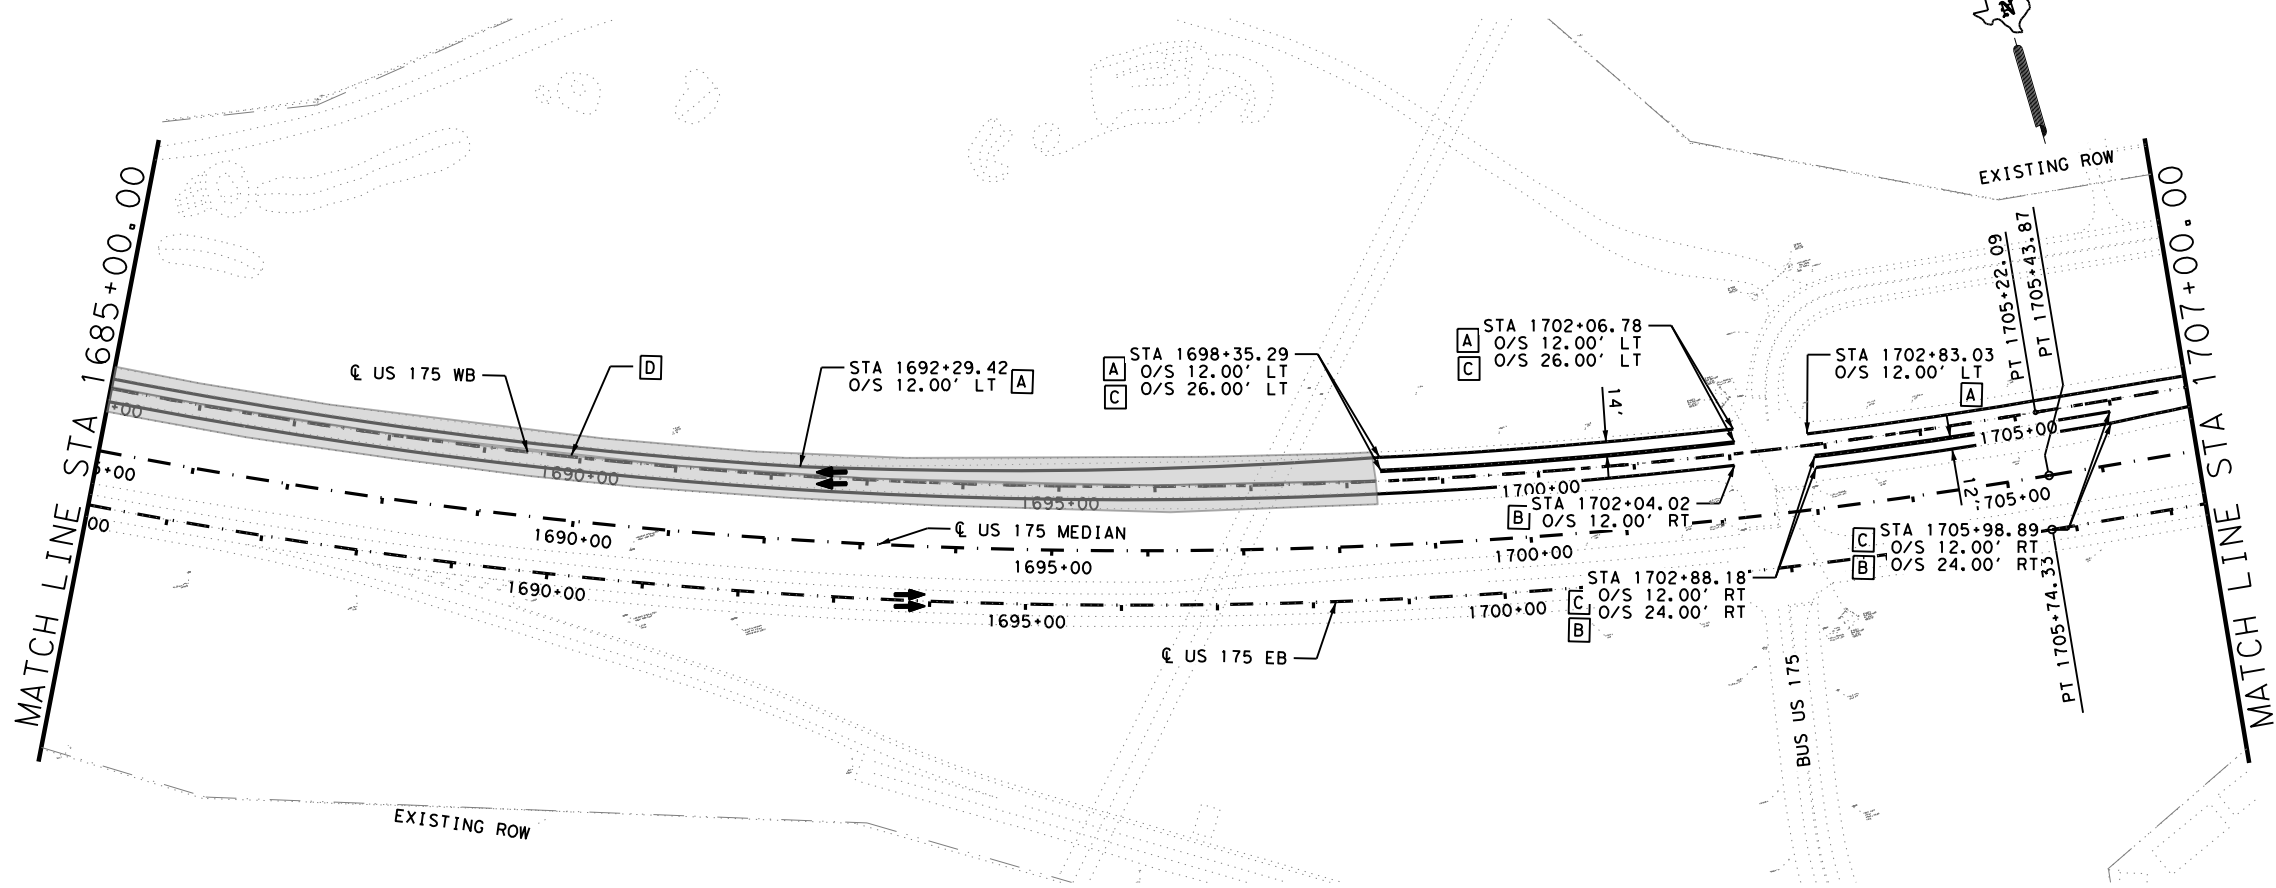 EXISTING ROW
MATCH LINE STA 1685+00.00
MATCH LINE STA 1707+00.00
PT 1705+22.09
PT 1705+43.87
℄ US 175 WB
D
STA 1692+29.42
O/S 12.00' LT
A
STA 1698+35.29
A O/S 12.00' LT
C O/S 26.00' LT
STA 1702+06.78
A O/S 12.00' LT
C O/S 26.00' LT
14'
STA 1702+83.03
O/S 12.00' LT
A
+00
1690+00
1695+00
1700+00
1705+00
STA 1702+04.02
B O/S 12.00' RT
12'
+00
1690+00
℄ US 175 MEDIAN
1695+00
1700+00
1705+00
STA 1705+98.89
C O/S 12.00' RT
B O/S 24.00' RT
00
1690+00
1695+00
1700+00
STA 1702+88.18
C O/S 12.00' RT
B O/S 24.00' RT
℄ US 175 EB
BUS US 175
PT 1705+74.33
EXISTING ROW